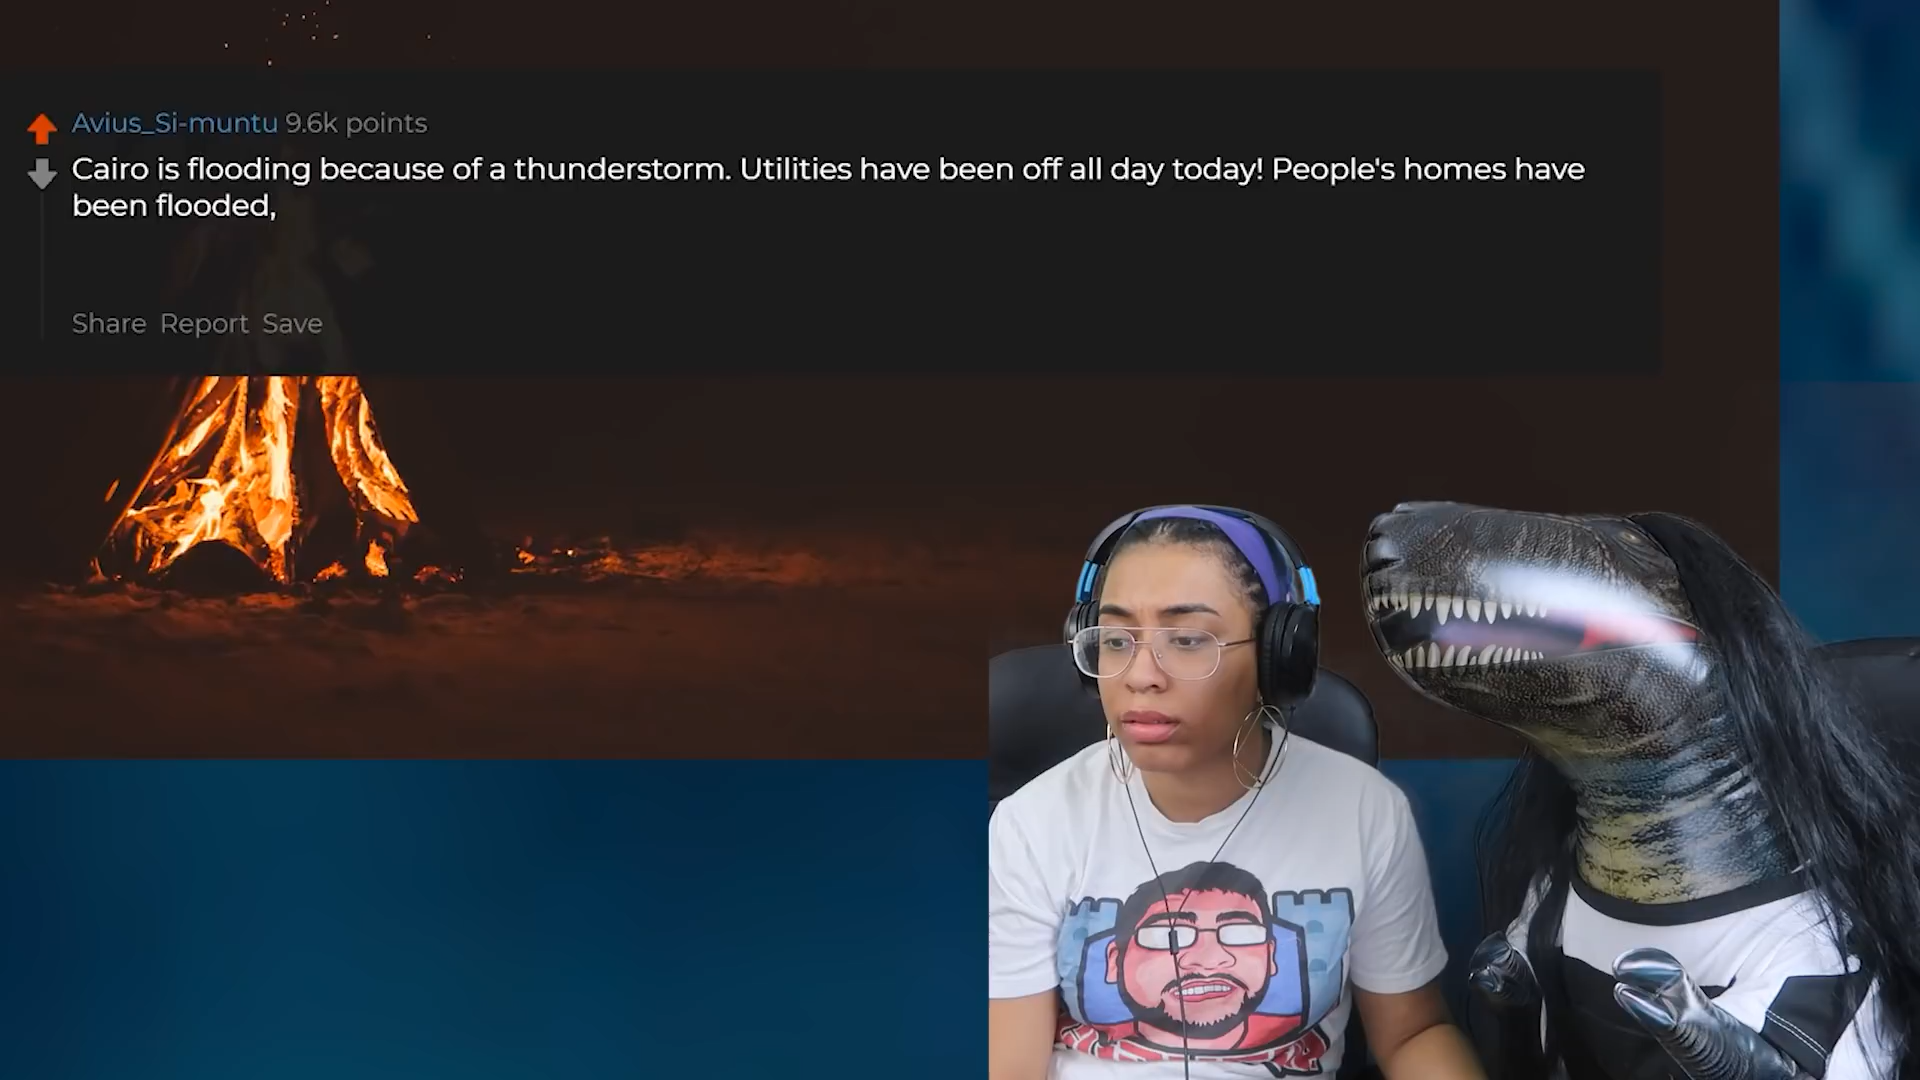 Avius_Si-muntu 9.6k points
Cairo is flooding because of a thunderstorm. Utilities have been off all day today! People's homes have
been flooded,
Share Report Save